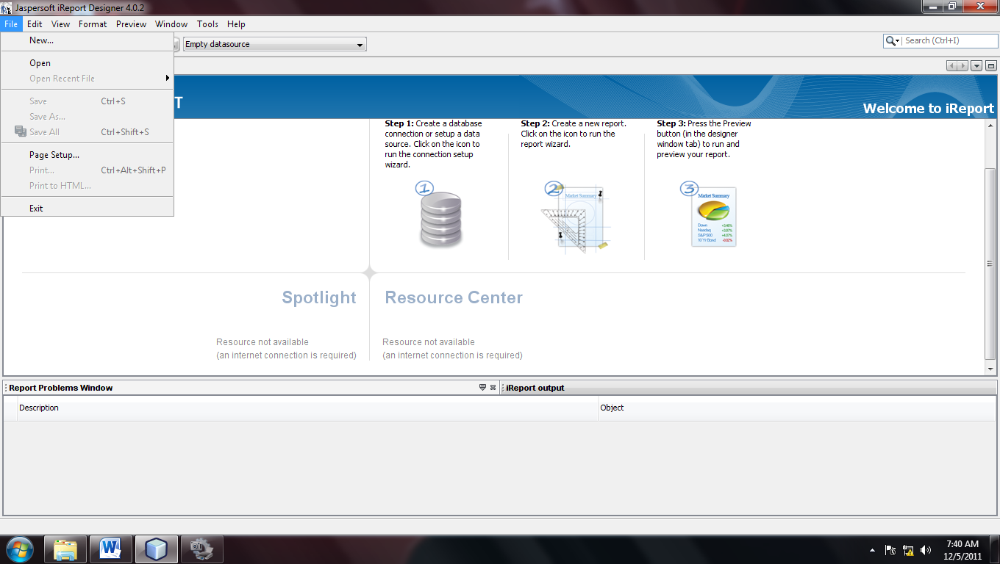 Jaspersoft iReport Designer 4.0.2
File Edit View Format Preview Window Tools Help
New...
Open
Open Recent File
Save Ctrl+S
Save As...
Save All Ctrl+Shift+S
Page Setup...
Print... Ctrl+Alt+Shift+P
Print to HTML...
Exit
Empty datasource
Search (Ctrl+I)
T
Welcome to iReport
Step 1: Create a database
connection or setup a data
source. Click on the icon to
run the connection setup
wizard.
Step 2: Create a new report.
Click on the icon to run the
report wizard.
Step 3: Press the Preview
button (in the designer
window tab) to run and
preview your report.
1
2
Market Summary
3
Market Summary
Down +3.46%
Nasdaq +3.97%
S&P 500 +4.07%
10 Yr Bond -0.02%
Spotlight
Resource not available
(an internet connection is required)
Resource Center
Resource not available
(an internet connection is required)
Report Problems Window
iReport output
Description
Object
7:40 AM
12/5/2011